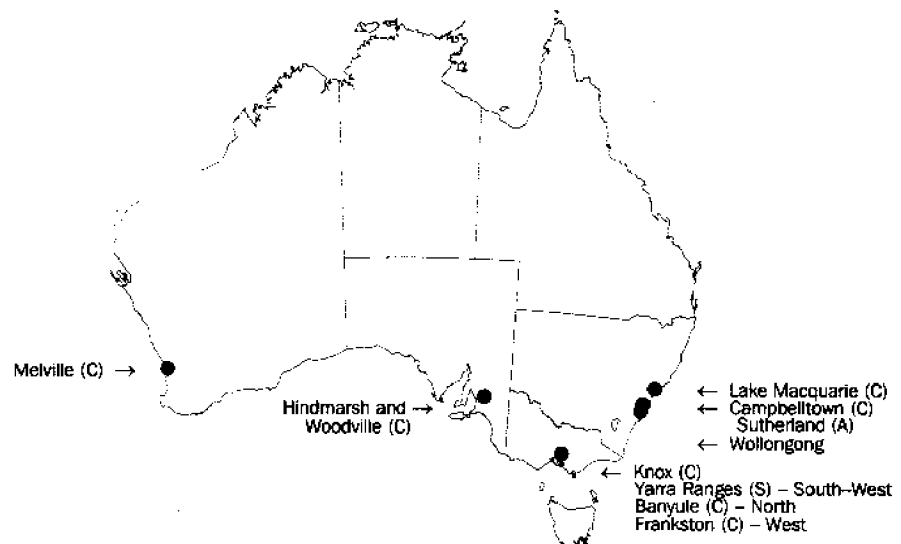 Melville (C) →
Hindmarsh and →
Woodville (C)
← Lake Macquarie (C)
← Campbelltown (C)
Sutherland (A)
← Wollongong
← Knox (C)
Yarra Ranges (S) – South–West
Banyule (C) – North
Frankston (C) – West